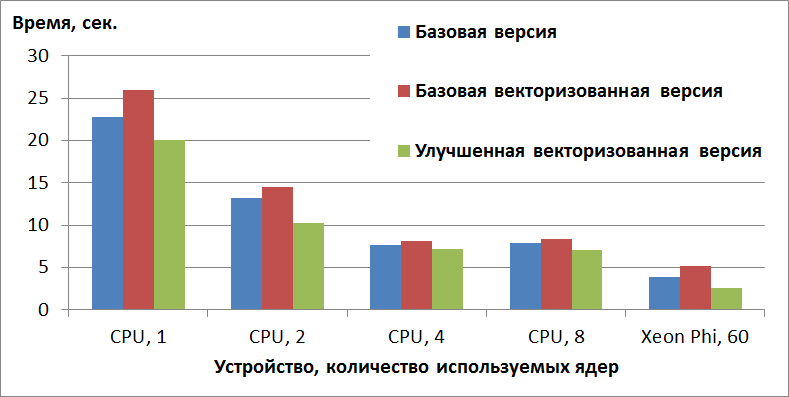 Время, сек.
Базовая версия
Базовая векторизованная версия
Улучшенная векторизованная версия
30
25
20
15
10
5
0
CPU, 1 CPU, 2 CPU, 4 CPU, 8 Xeon Phi, 60
Устройство, количество используемых ядер